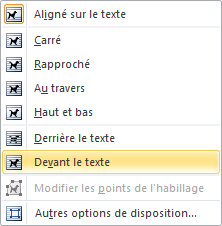 Aligné sur le texte
Carré
Rapproché
Au travers
Haut et bas
Derrière le texte
Devant le texte
Modifier les points de l'habillage
Autres options de disposition...